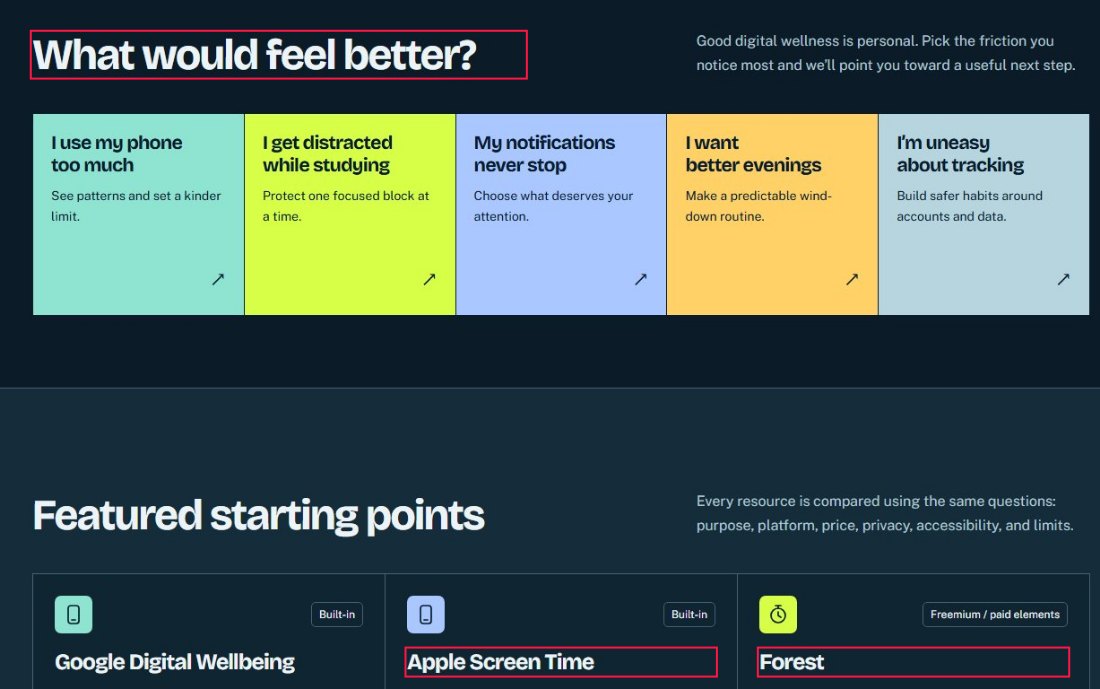 What would feel better?
Good digital wellness is personal. Pick the friction you
notice most and we'll point you toward a useful next step.
I use my phone
too much
See patterns and set a kinder
limit.
I get distracted
while studying
Protect one focused block at
a time.
My notifications
never stop
Choose what deserves your
attention.
I want
better evenings
Make a predictable wind-
down routine.
I'm uneasy
about tracking
Build safer habits around
accounts and data.
Featured starting points
Every resource is compared using the same questions:
purpose, platform, price, privacy, accessibility, and limits.
Built-in
Google Digital Wellbeing
Built-in
Apple Screen Time
Freemium / paid elements
Forest